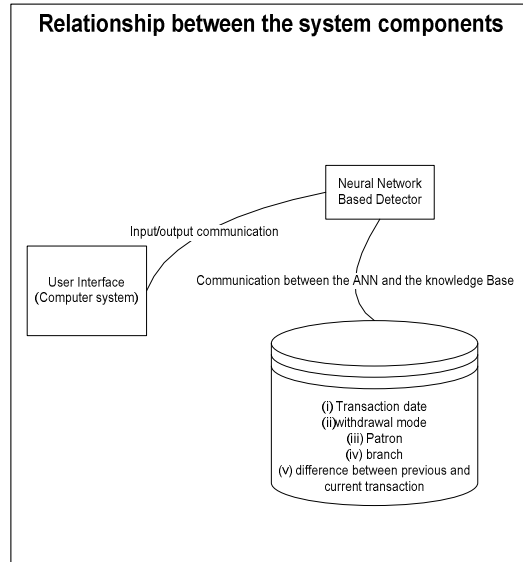 Relationship between the system components
Neural Network
Based Detector
Input/output communication
User Interface
(Computer system)
Communication between the ANN and the knowledge Base
(i) Transaction date
(ii)withdrawal mode
(iii) Patron
(iv) branch
(v) difference between previous and
current transaction